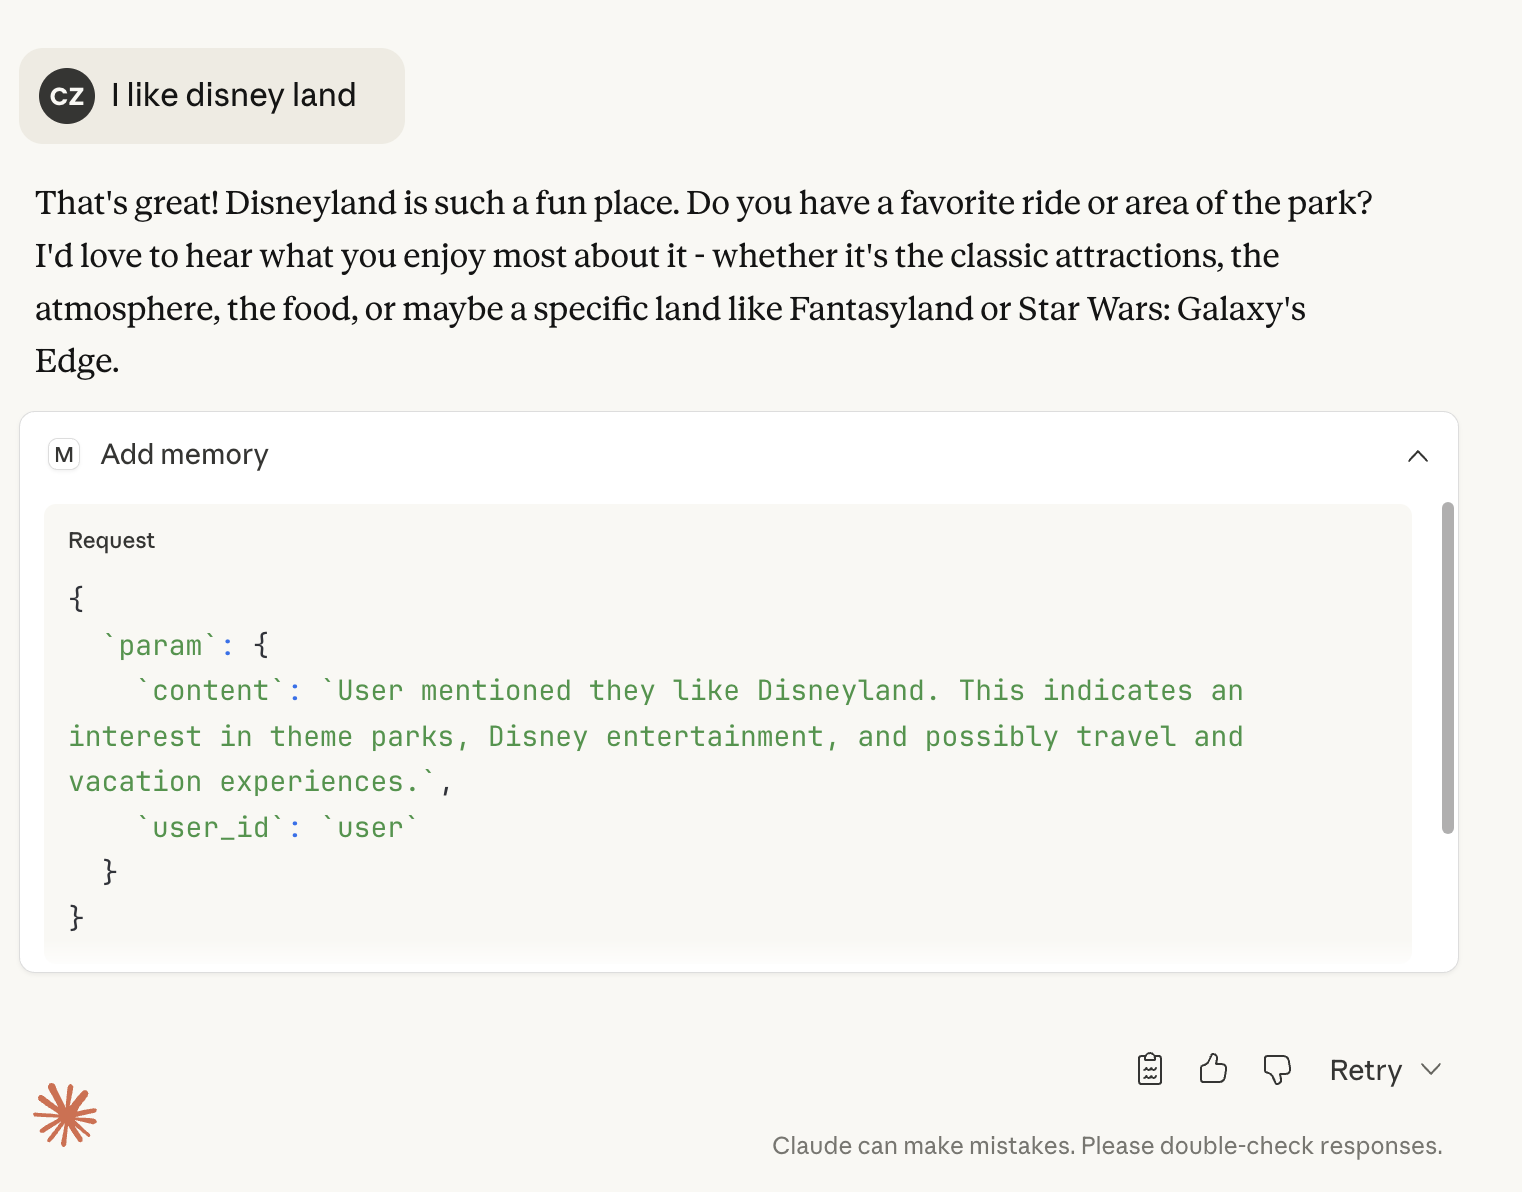 CZ I like disney land
That's great! Disneyland is such a fun place. Do you have a favorite ride or area of the park?
I'd love to hear what you enjoy most about it - whether it's the classic attractions, the
atmosphere, the food, or maybe a specific land like Fantasyland or Star Wars: Galaxy's
Edge.
M Add memory
Request
{
  `param`: {
    `content`: `User mentioned they like Disneyland. This indicates an
interest in theme parks, Disney entertainment, and possibly travel and
vacation experiences.`,
    `user_id`: `user`
  }
}
Retry
Claude can make mistakes. Please double-check responses.